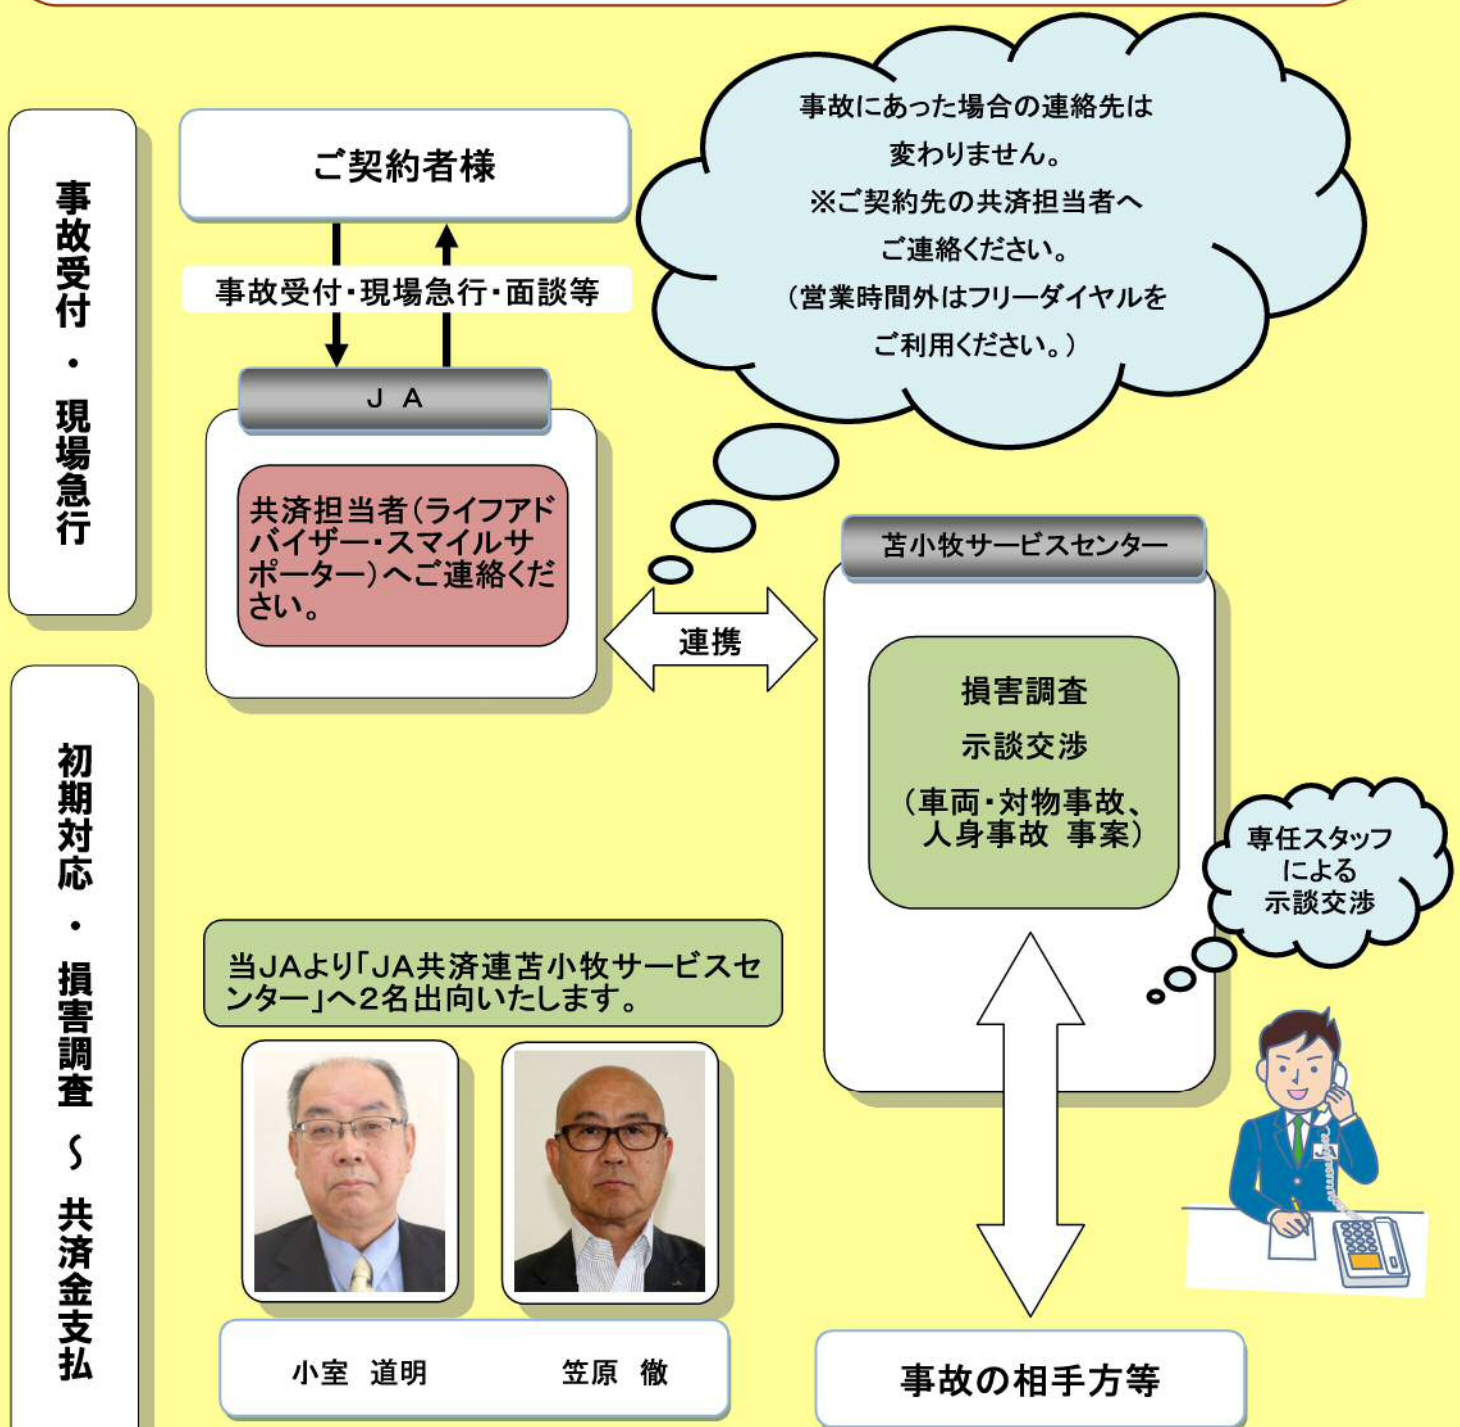 事故受付・現場急行
ご契約者様
事故受付・現場急行・面談等
事故にあった場合の連絡先は
変わりません。
※ご契約先の共済担当者へ
ご連絡ください。
(営業時間外はフリーダイヤルを
ご利用ください。)
JA
共済担当者(ライフアド
バイザー・スマイルサ
ポーター)へご連絡くだ
さい。
連携
苫小牧サービスセンター
損害調査
示談交渉
(車両・対物事故、
人身事故 事案)
専任スタッフ
による
示談交渉
初期対応・損害調査 ~ 共済金支払
当JAより「JA共済連苫小牧サービスセ
ンター」へ2名出向いたします。
小室 道明
笠原 徹
JA
事故の相手方等